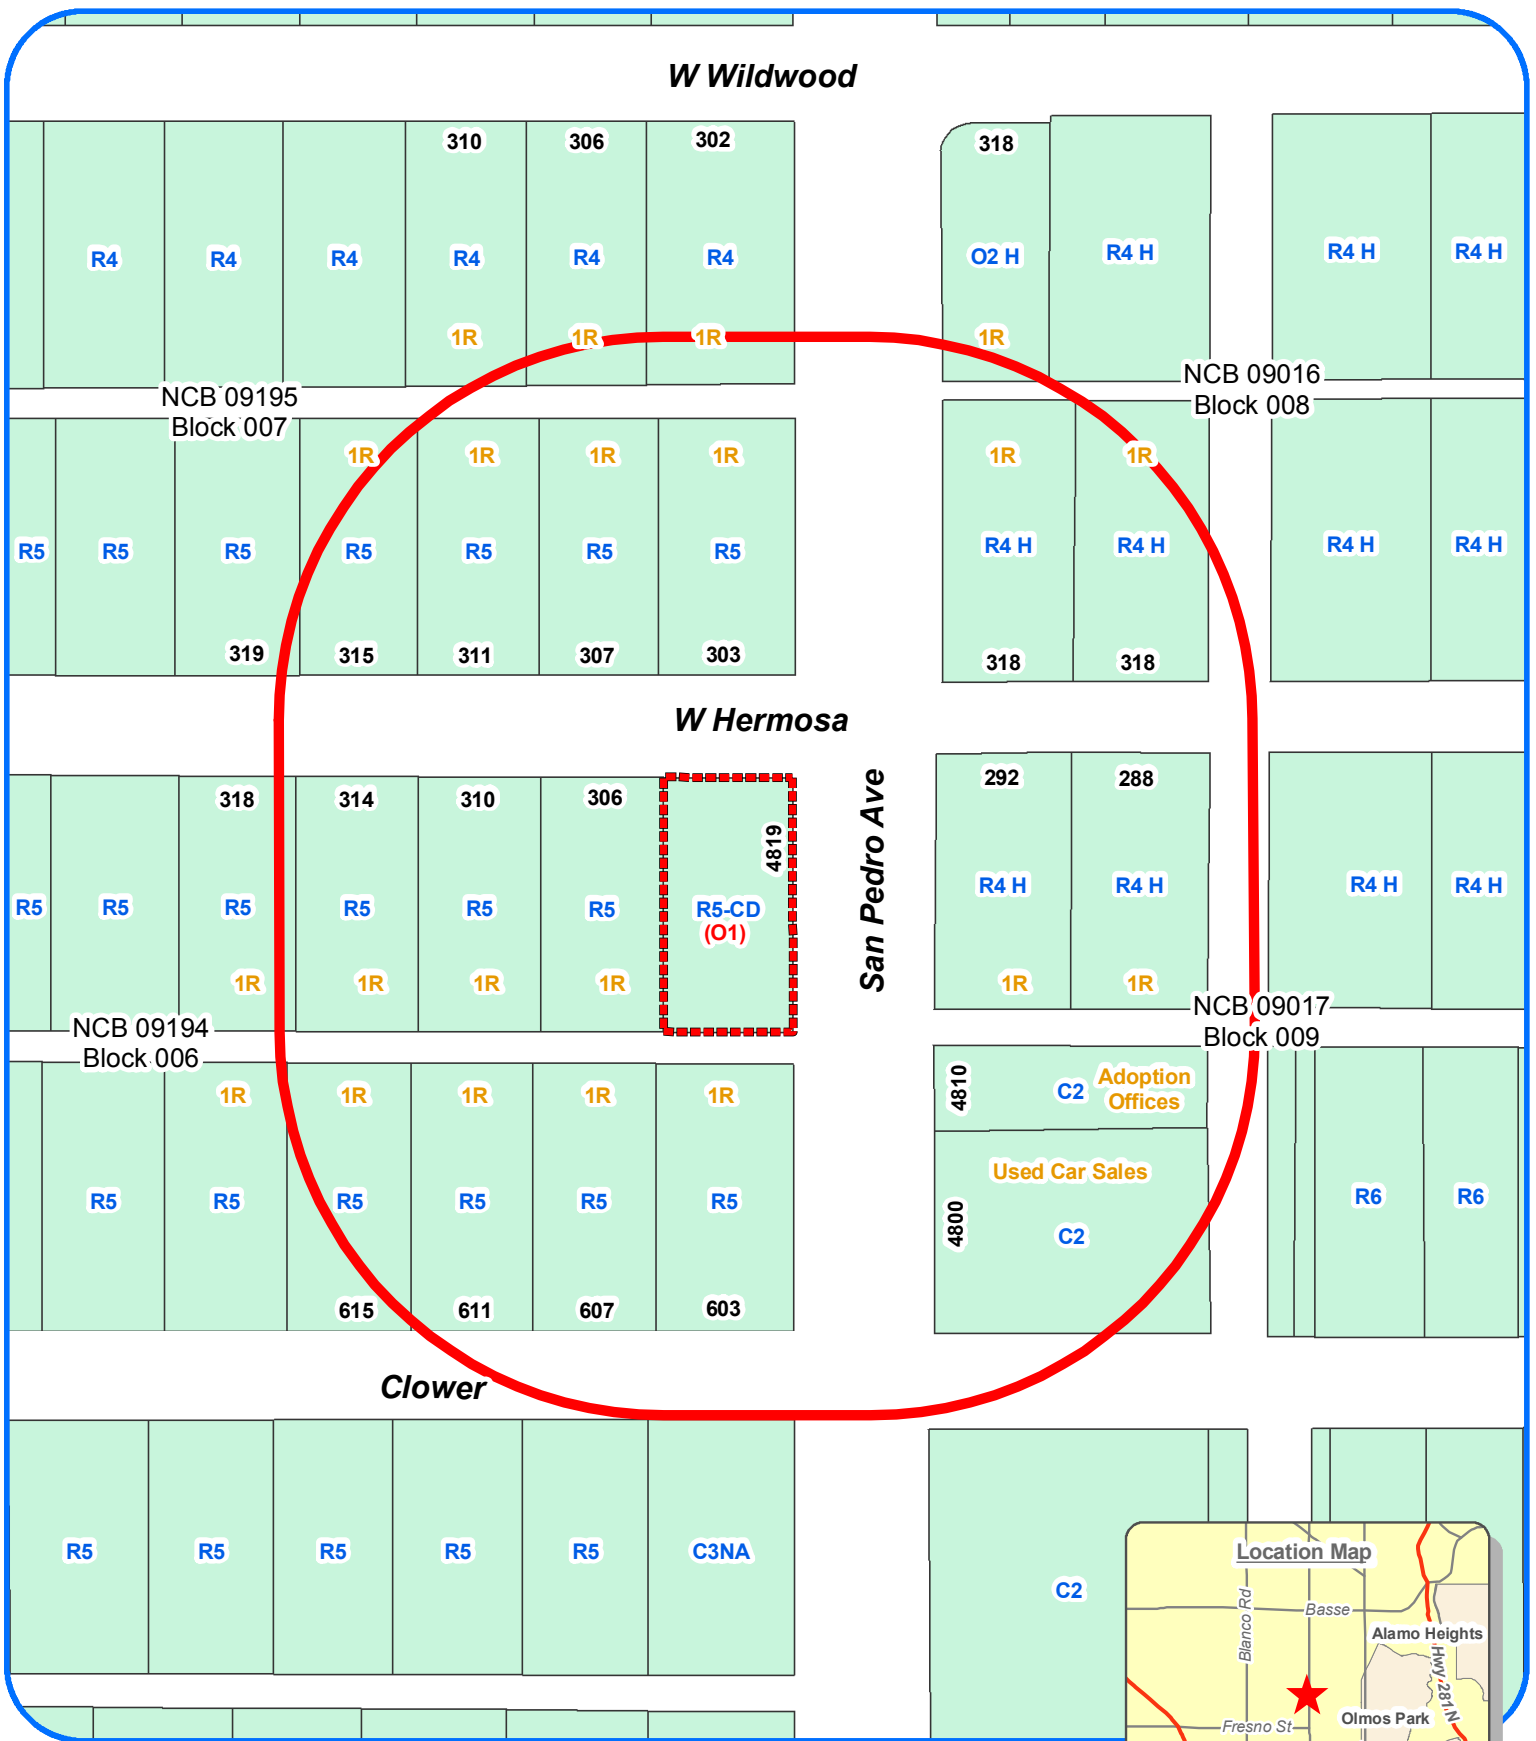 W Wildwood
310 306 302 318
R4 R4 R4 R4 R4 R4 O2 H R4 H R4 H R4 H
1R 1R 1R 1R
NCB 09195
Block 007
NCB 09016
Block 008
1R 1R 1R 1R 1R 1R
R5 R5 R5 R5 R5 R5 R5 R4 H R4 H R4 H R4 H
319 315 311 307 303 318 318
W Hermosa
San Pedro Ave
318 314 310 306 4819 292 288
R5 R5 R5 R5 R5 R5 R5-CD R4 H R4 H R4 H R4 H
(O1)
1R 1R 1R 1R 1R 1R
NCB 09194
Block 006
NCB 09017
Block 009
1R 1R 1R 1R 1R
4810 C2 Adoption
Offices
Used Car Sales
R5 R5 R5 R5 R5 R5 4800 C2 R6 R6
615 611 607 603
Clower
R5 R5 R5 R5 R5 C3NA C2
Location Map
Blanco Rd
Basse
Alamo Heights
Hwy 281 N
Olmos Park
Fresno St